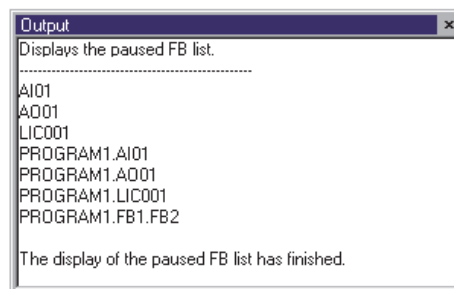 Output
Displays the paused FB list.
--------------------------------------------------
AI01
AO01
LIC001
PROGRAM1.AI01
PROGRAM1.AO01
PROGRAM1.LIC001
PROGRAM1.FB1.FB2
The display of the paused FB list has finished.